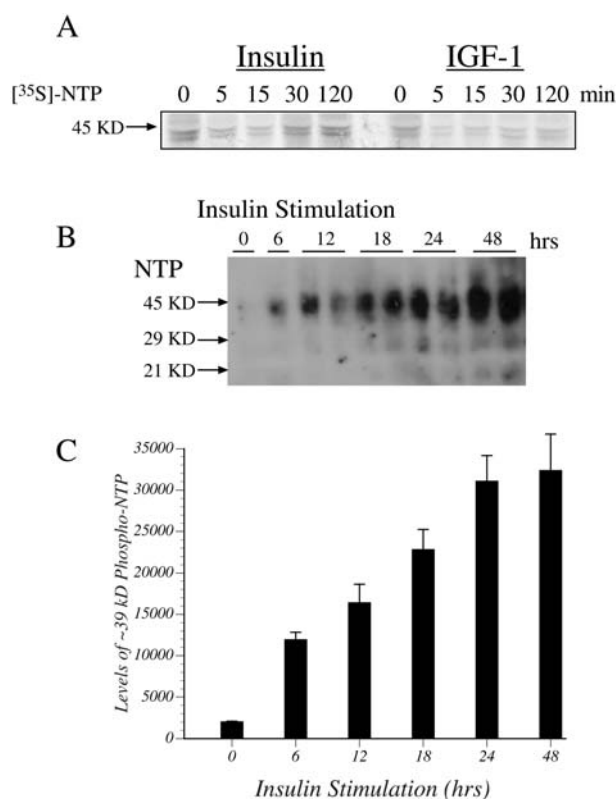 A
Insulin IGF-1
[³⁵S]-NTP 0 5 15 30 120 0 5 15 30 120 min
45 KD
Insulin Stimulation
B 0 6 12 18 24 48 hrs
NTP
45 KD
29 KD
21 KD
C
35000
30000
25000
20000
15000
10000
5000
0
Levels of ~39 kD Phospho-NTP
0 6 12 18 24 48
Insulin Stimulation (hrs)